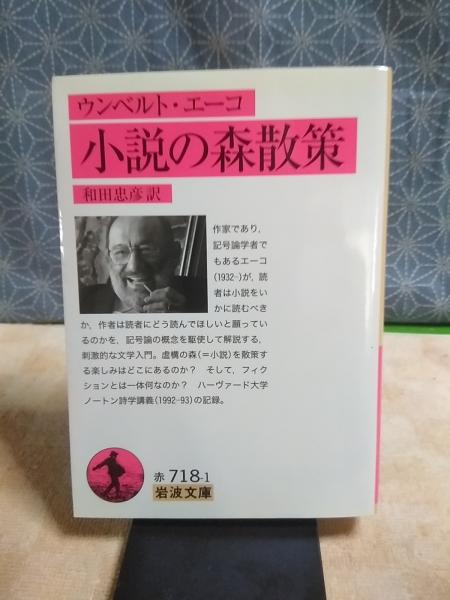 ウンベルト・エーコ
小説の森散策
和田忠彦訳
作家であり,
記号論学者で
もあるエーコ
(1932-)が, 読
者は小説をい
かに読むべき
か, 作者は読者にどう読んでほしいと願ってい
るのかを, 記号論の概念を駆使して解説する,
刺激的な文学入門。虚構の森(=小説)を散策す
る楽しみはどこにあるのか? そして, フィク
ションとは一体何なのか? ハーヴァード大学
ノートン詩学講義(1992-93)の記録。
赤 718-1
岩波文庫